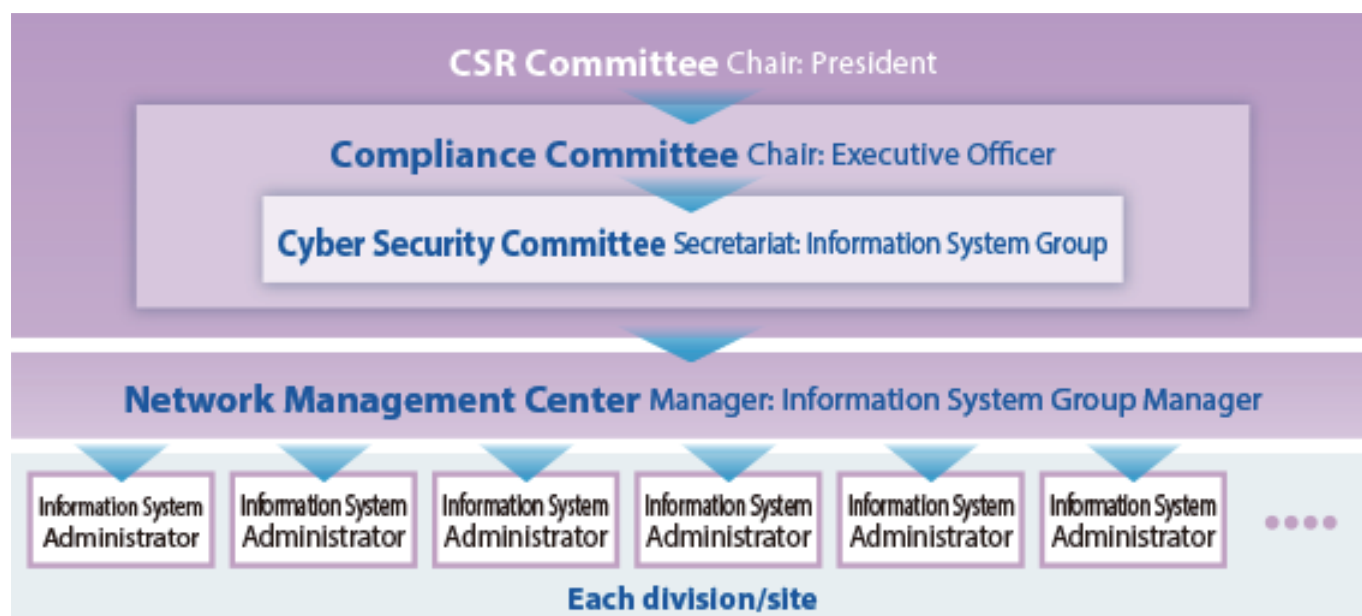 CSR Committee Chair: President
Compliance Committee Chair: Executive Officer
Cyber Security Committee Secretariat: Information System Group
Network Management Center Manager: Information System Group Manager
Information System
Administrator
Information System
Administrator
Information System
Administrator
Information System
Administrator
Information System
Administrator
Information System
Administrator
Each division/site